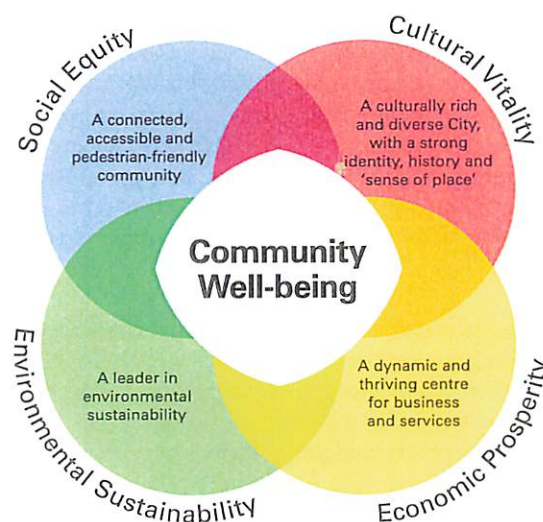 Social Equity
A connected,
accessible and
pedestrian-friendly
community
Cultural Vitality
A culturally rich
and diverse City,
with a strong
identity, history and
‘sense of place’
Community
Well-being
Environmental Sustainability
A leader in
environmental
sustainability
Economic Prosperity
A dynamic and
thriving centre
for business
and services